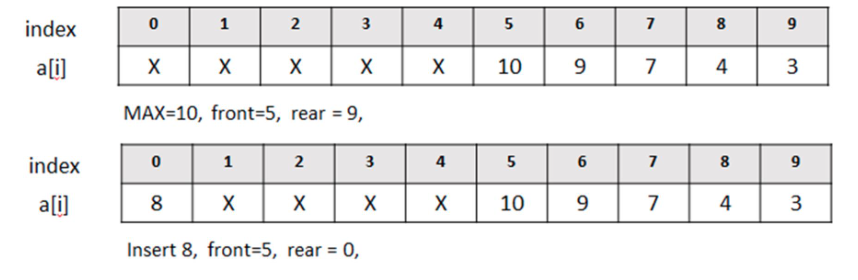 index 0 1 2 3 4 5 6 7 8 9
a[i] X X X X X 10 9 7 4 3
MAX=10, front=5, rear = 9,
index 0 1 2 3 4 5 6 7 8 9
a[i] 8 X X X X 10 9 7 4 3
Insert 8, front=5, rear = 0,